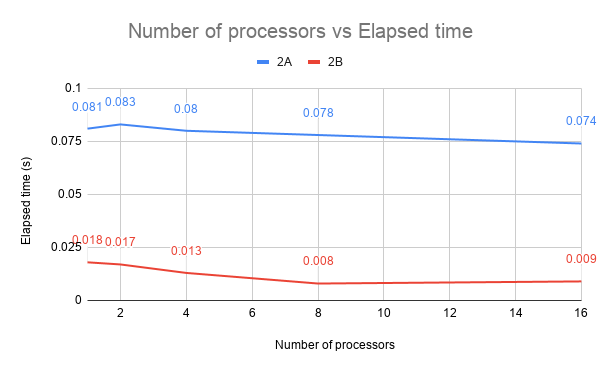 Number of processors vs Elapsed time
2A 2B
0.1
0.081 0.083 0.08 0.078 0.074
0.075
0.05
0.025
0.018 0.017 0.013 0.008 0.009
0
2 4 6 8 10 12 14 16
Elapsed time (s)
Number of processors